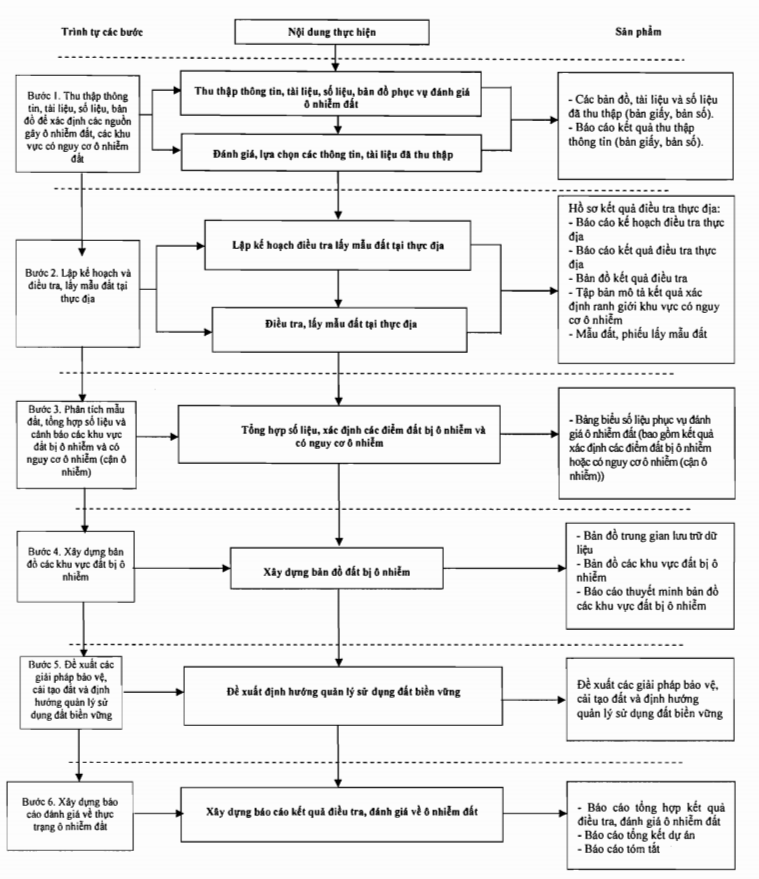 Trình tự các bước
Nội dung thực hiện
Sản phẩm
Bước 1. Thu thập thông
tin, tài liệu, số liệu, bản
đồ để xác định các nguồn
gây ô nhiễm đất, các khu
vực có nguy cơ ô nhiễm
đất
Thu thập thông tin, tài liệu, số liệu, bản đồ phục vụ đánh giá
ô nhiễm đất
Đánh giá, lựa chọn các thông tin, tài liệu đã thu thập
- Các bản đồ, tài liệu và số liệu
đã thu thập (bản giấy, bản số).
- Báo cáo kết quả thu thập
thông tin (bản giấy, bản số).
Bước 2. Lập kế hoạch và
điều tra, lấy mẫu đất tại
thực địa
Lập kế hoạch điều tra lấy mẫu đất tại thực địa
Điều tra, lấy mẫu đất tại thực địa
Hồ sơ kết quả điều tra thực địa:
- Báo cáo kế hoạch điều tra thực
địa
- Báo cáo kết quả điều tra thực
địa
- Bản đồ kết quả điều tra
- Tập bản mô tả kết quả xác
định ranh giới khu vực có nguy
cơ ô nhiễm
- Mẫu đất, phiếu lấy mẫu đất
Bước 3. Phân tích mẫu
đất, tổng hợp số liệu và
cảnh báo các khu vực
đất bị ô nhiễm và có
nguy cơ ô nhiễm (cận ô
nhiễm)
Tổng hợp số liệu, xác định các điểm đất bị ô nhiễm và
có nguy cơ ô nhiễm
- Bảng biểu số liệu phục vụ đánh
giá ô nhiễm đất (bao gồm kết quả
xác định các điểm đất bị ô nhiễm
hoặc có nguy cơ ô nhiễm (cận ô
nhiễm))
Bước 4. Xây dựng bản
đồ các khu vực đất bị ô
nhiễm
Xây dựng bản đồ đất bị ô nhiễm
- Bản đồ trung gian lưu trữ dữ
liệu
- Bản đồ các khu vực đất bị ô
nhiễm
- Báo cáo thuyết minh bản đồ
các khu vực đất bị ô nhiễm
Bước 5. Đề xuất các
giải pháp bảo vệ,
cải tạo đất và định
hướng quản lý sử
dụng đất bền vững
Đề xuất định hướng quản lý sử dụng đất bền vững
Đề xuất các giải pháp bảo vệ,
cải tạo đất và định hướng
quản lý sử dụng đất bền vững
Bước 6. Xây dựng báo
cáo đánh giá về thực
trạng ô nhiễm đất
Xây dựng báo cáo kết quả điều tra, đánh giá về ô nhiễm đất
- Báo cáo tổng hợp kết quả
điều tra, đánh giá ô nhiễm đất
- Báo cáo tổng kết dự án
- Báo cáo tóm tắt